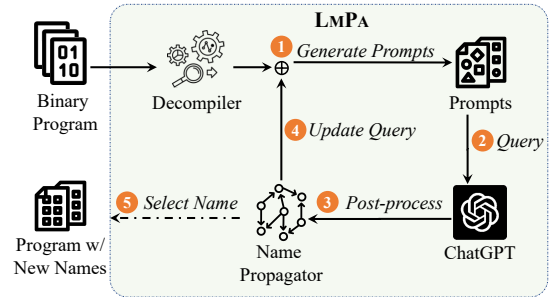 LMPA
01
10
Binary
Program
Decompiler
1 Generate Prompts
Prompts
4 Update Query
2 Query
5 Select Name
3 Post-process
Program w/
New Names
Name
Propagator
ChatGPT